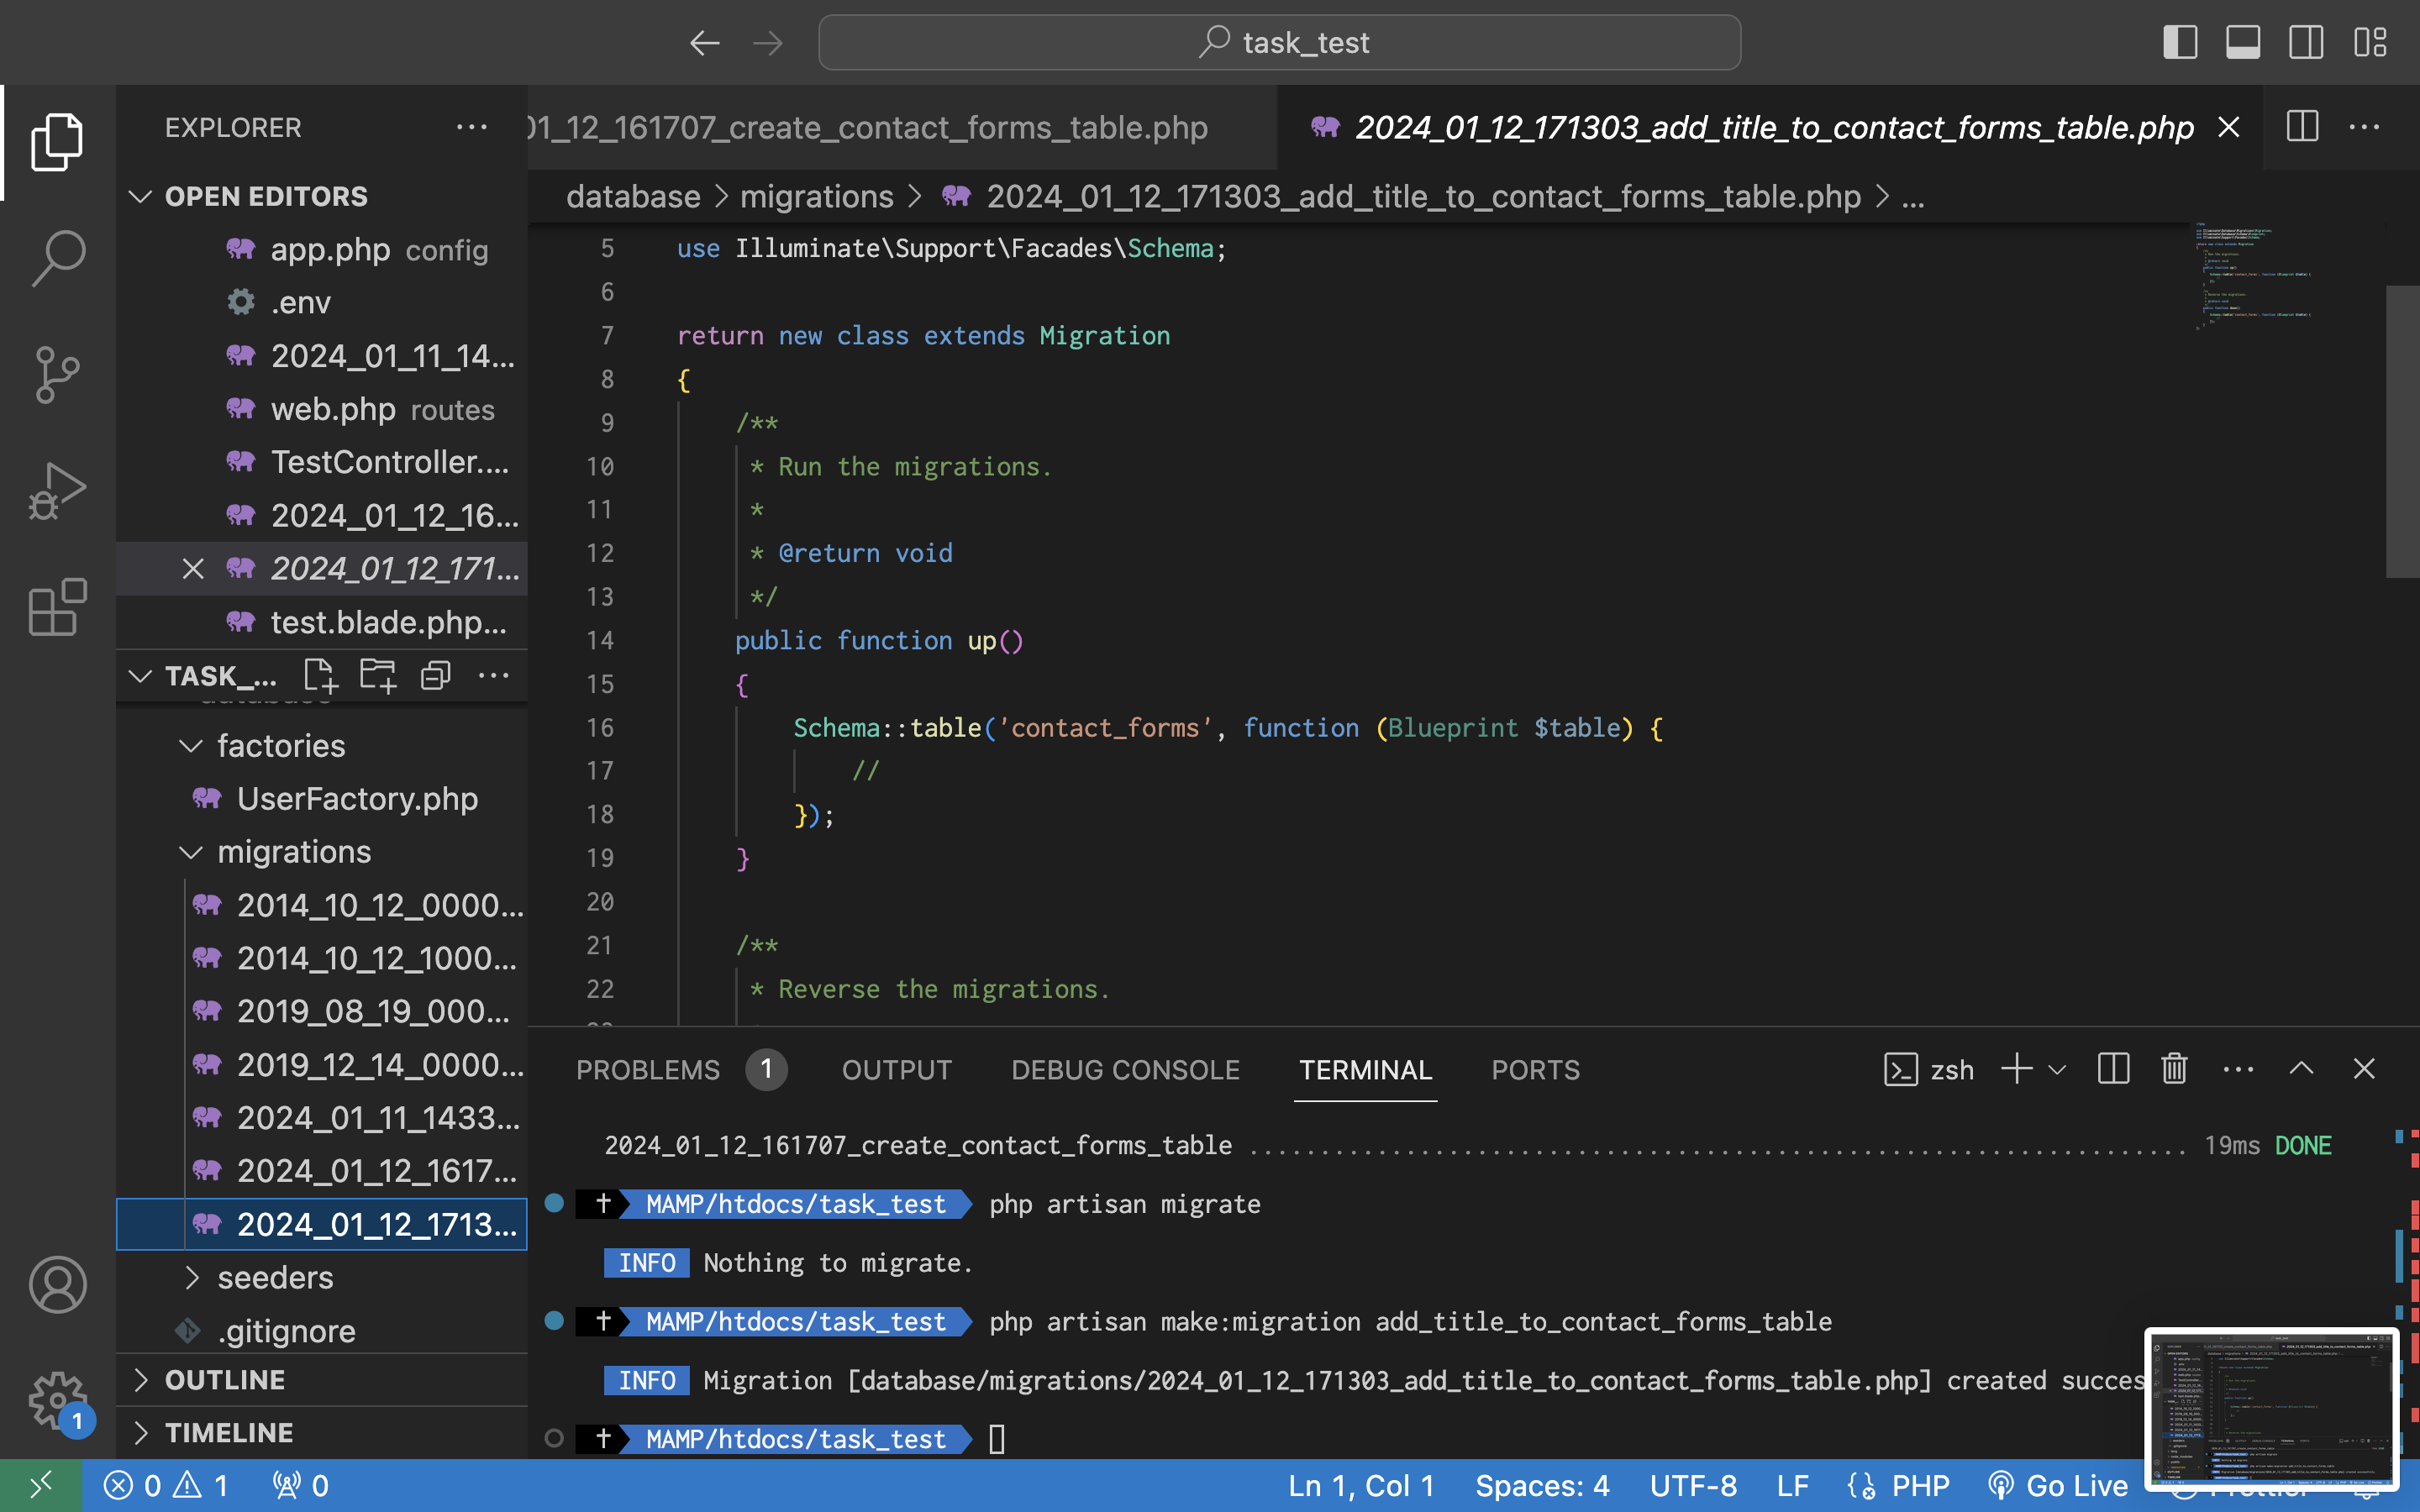 task_test
EXPLORER
01_12_161707_create_contact_forms_table.php
2024_01_12_171303_add_title_to_contact_forms_table.php
OPEN EDITORS
database > migrations > 2024_01_12_171303_add_title_to_contact_forms_table.php > ...
app.php config
.env
2024_01_11_14...
web.php routes
TestController....
2024_01_12_16...
2024_01_12_171...
test.blade.php...
TASK_...
factories
UserFactory.php
migrations
2014_10_12_0000...
2014_10_12_1000...
2019_08_19_000...
2019_12_14_0000...
2024_01_11_1433...
2024_01_12_1617...
2024_01_12_1713...
seeders
.gitignore
OUTLINE
TIMELINE
5 use Illuminate\Support\Facades\Schema;
6
7 return new class extends Migration
8 {
9 /**
10 * Run the migrations.
11 *
12 * @return void
13 */
14 public function up()
15 {
16 Schema::table('contact_forms', function (Blueprint $table) {
17 //
18 });
19 }
20
21 /**
22 * Reverse the migrations.
PROBLEMS 1 OUTPUT DEBUG CONSOLE TERMINAL PORTS
zsh
2024_01_12_161707_create_contact_forms_table ................................................................ 19ms DONE
MAMP/htdocs/task_test php artisan migrate
INFO Nothing to migrate.
MAMP/htdocs/task_test php artisan make:migration add_title_to_contact_forms_table
INFO Migration [database/migrations/2024_01_12_171303_add_title_to_contact_forms_table.php] created succes
MAMP/htdocs/task_test
1
0 1 0 Ln 1, Col 1 Spaces: 4 UTF-8 LF PHP Go Live